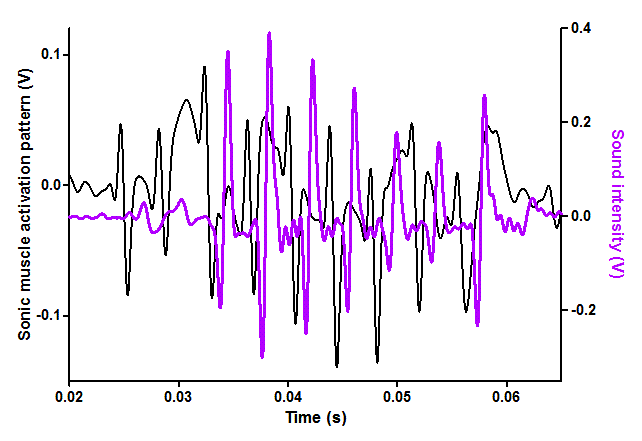 0.1
0.0
-0.1
Sonic muscle activation pattern (V)
0.4
0.2
0.0
-0.2
Sound Intensity (V)
0.02 0.03 0.04 0.05 0.06
Time (s)